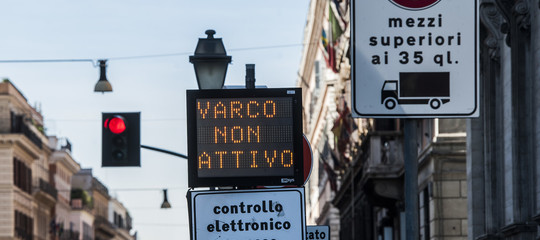 mezzi
superiori
ai 35 ql.
VARCO
NON
ATTIVO
controllo
elettronico